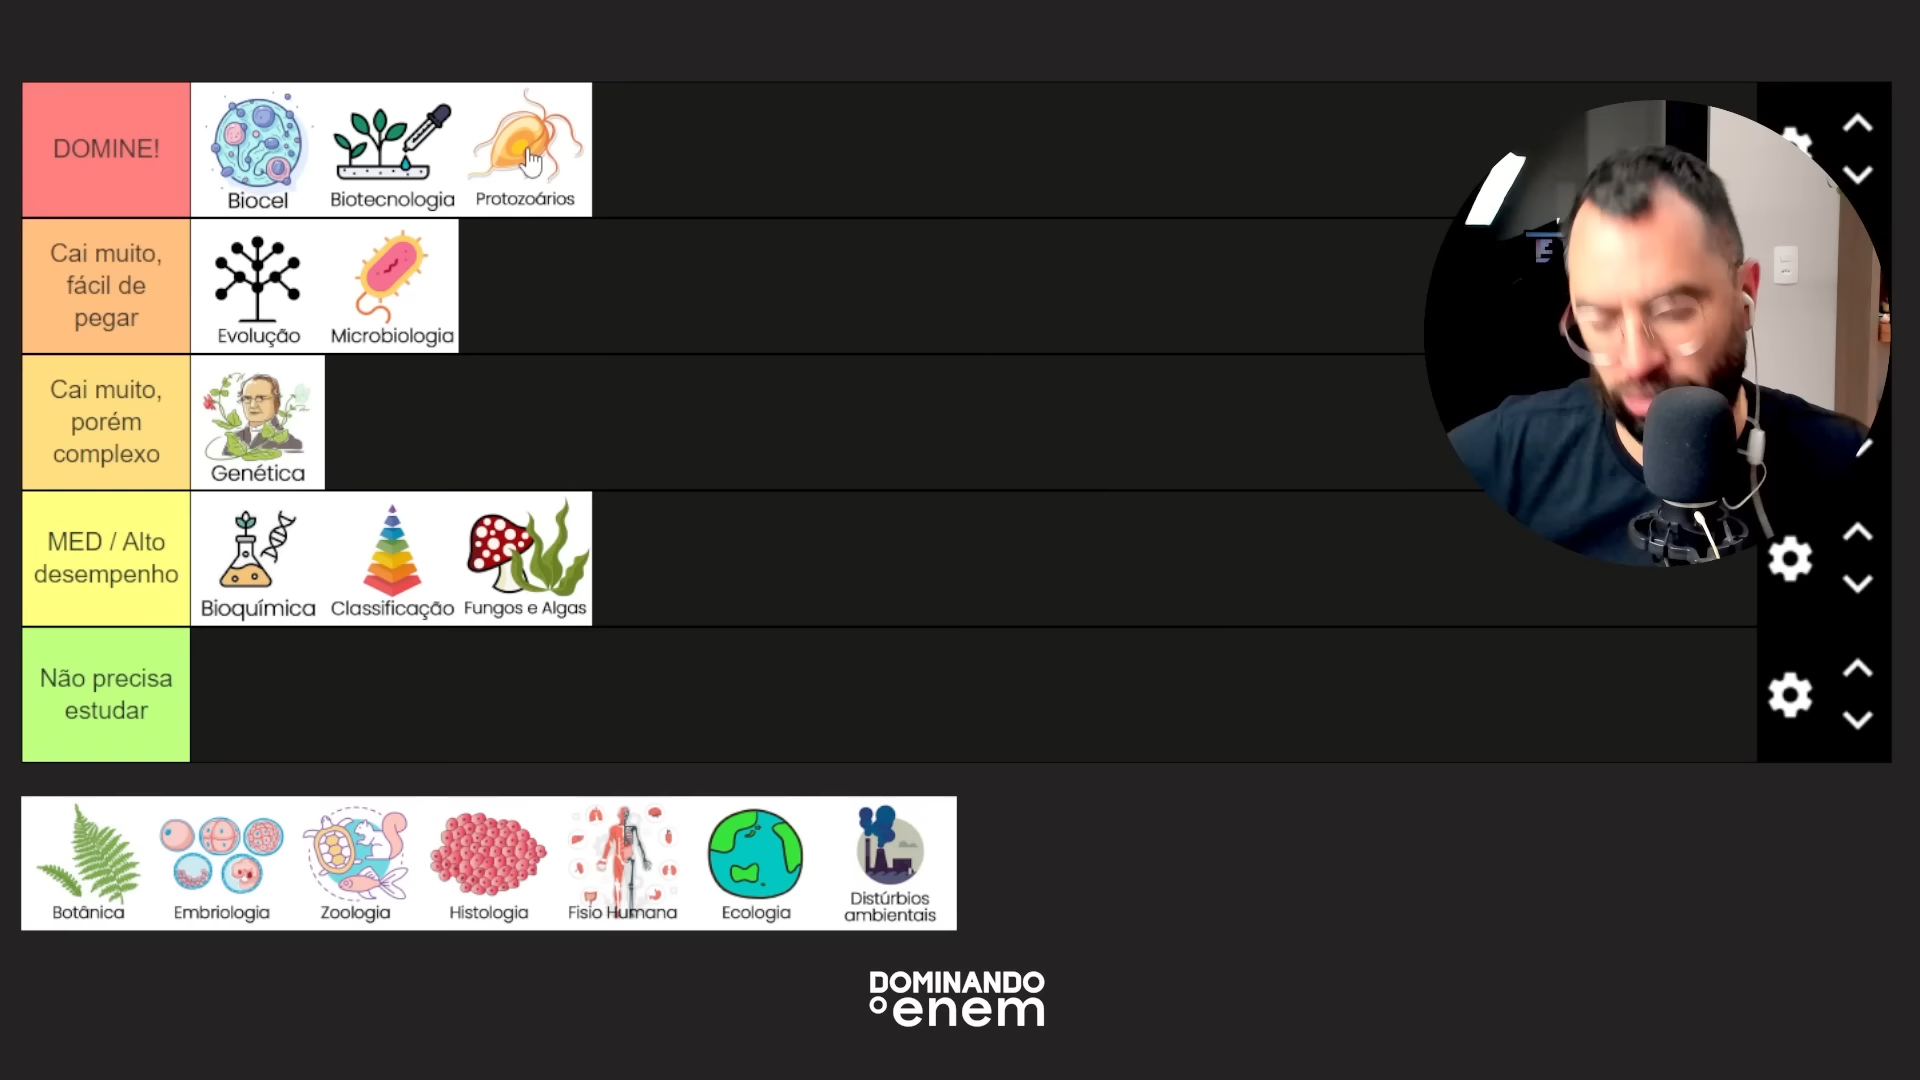 DOMINE!
Biocel
Biotecnologia
Protozoários
Cai muito,
fácil de
pegar
Evolução
Microbiologia
Cai muito,
porém
complexo
Genética
MED / Alto
desempenho
Bioquímica
Classificação
Fungos e Algas
Não precisa
estudar
Botânica
Embriologia
Zoologia
Histologia
Fisio Humana
Ecologia
Distúrbios
ambientais
DOMINANDO
o enem